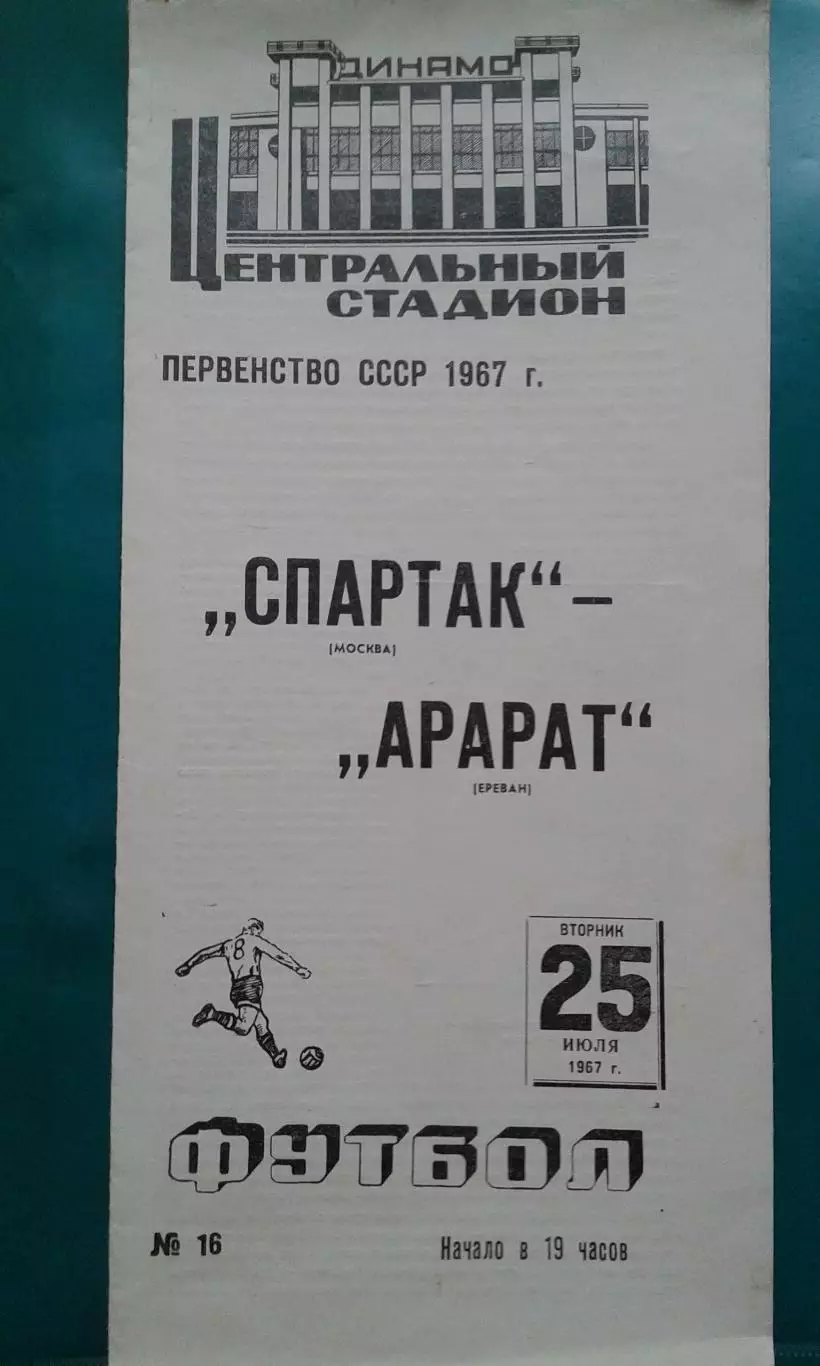 ДИНАМО
ЦЕНТРАЛЬНЫЙ
СТАДИОН
ПЕРВЕНСТВО СССР 1967 г.
„СПАРТАК“ –
(МОСКВА)
„АРАРАТ“
(ЕРЕВАН)
8
ВТОРНИК
25
ИЮЛЯ
1967 г.
ФУТБОЛ
№ 16 Начало в 19 часов